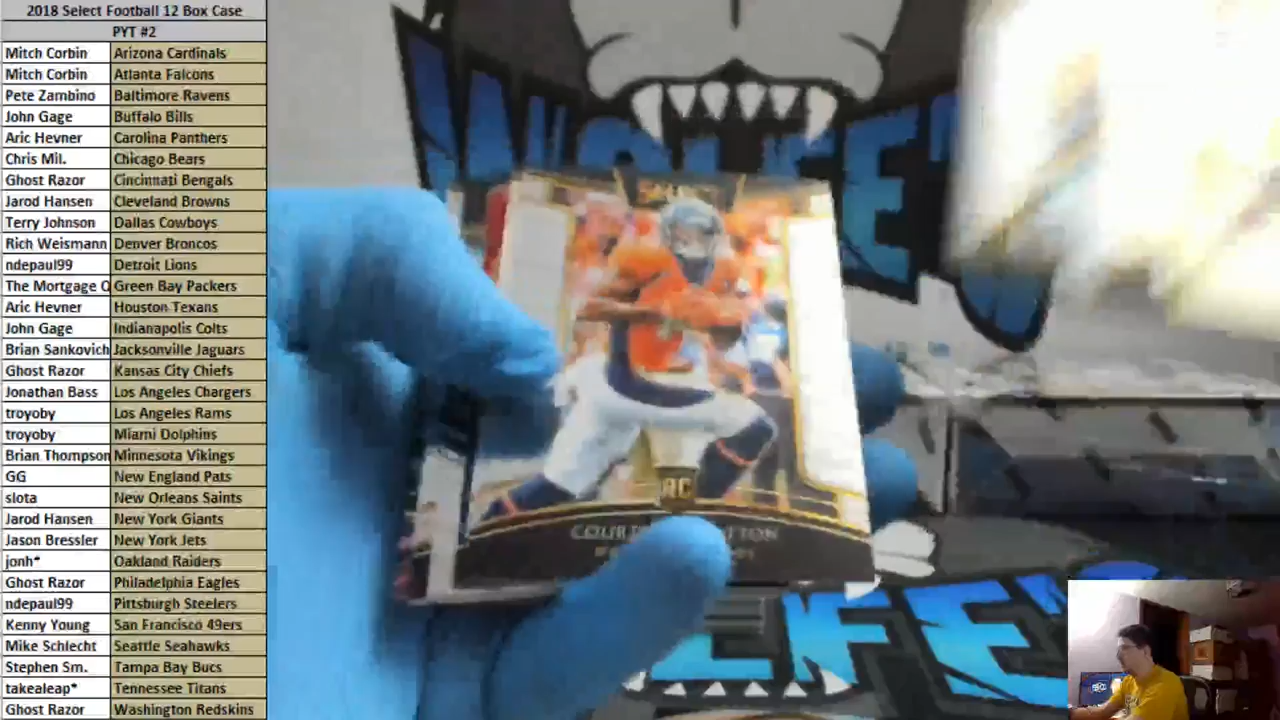 2018 Select Football 12 Box Case
PYT #2
Mitch Corbin Arizona Cardinals
Mitch Corbin Atlanta Falcons
Pete Zambino Baltimore Ravens
John Gage Buffalo Bills
Aric Hevner Carolina Panthers
Chris Mil. Chicago Bears
Ghost Razor Cincinnati Bengals
Jarod Hansen Cleveland Browns
Terry Johnson Dallas Cowboys
Rich Weismann Denver Broncos
ndepaul99 Detroit Lions
The Mortgage Green Bay Packers
Aric Hevner Houston Texans
John Gage Indianapolis Colts
Brian Sankovich Jacksonville Jaguars
Ghost Razor Kansas City Chiefs
Jonathan Bass Los Angeles Chargers
troyoby Los Angeles Rams
troyoby Miami Dolphins
Brian Thompson Minnesota Vikings
GG New England Pats
slota New Orleans Saints
Jarod Hansen New York Giants
Jason Bressler New York Jets
jonh* Oakland Raiders
Ghost Razor Philadelphia Eagles
ndepaul99 Pittsburgh Steelers
Kenny Young San Francisco 49ers
Mike Schlecht Seattle Seahawks
Stephen Sm. Tampa Bay Bucs
takealeap* Tennessee Titans
Ghost Razor Washington Redskins
RC